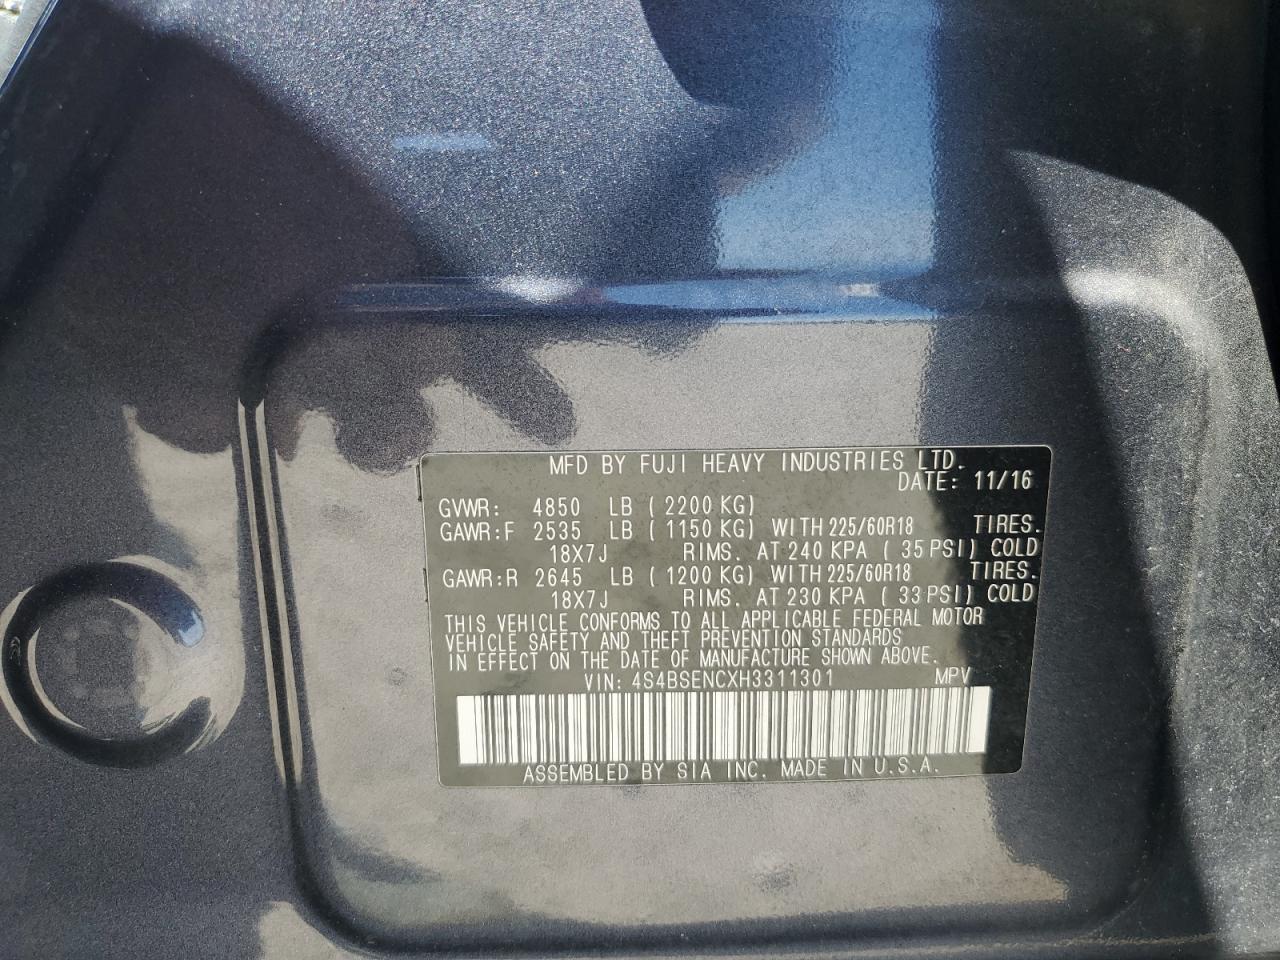 MFD BY FUJI HEAVY INDUSTRIES LTD.
DATE: 11/16
GVWR: 4850 LB ( 2200 KG)
GAWR:F 2535 LB ( 1150 KG) WITH 225/60R18 TIRES.
18X7J RIMS. AT 240 KPA ( 35 PSI) COLD
GAWR:R 2645 LB ( 1200 KG) WITH 225/60R18 TIRES.
18X7J RIMS. AT 230 KPA ( 33 PSI) COLD
THIS VEHICLE CONFORMS TO ALL APPLICABLE FEDERAL MOTOR
VEHICLE SAFETY AND THEFT PREVENTION STANDARDS
IN EFFECT ON THE DATE OF MANUFACTURE SHOWN ABOVE.
VIN: 4S4BSENCXH3311301 MPV
ASSEMBLED BY SIA INC. MADE IN U.S.A.